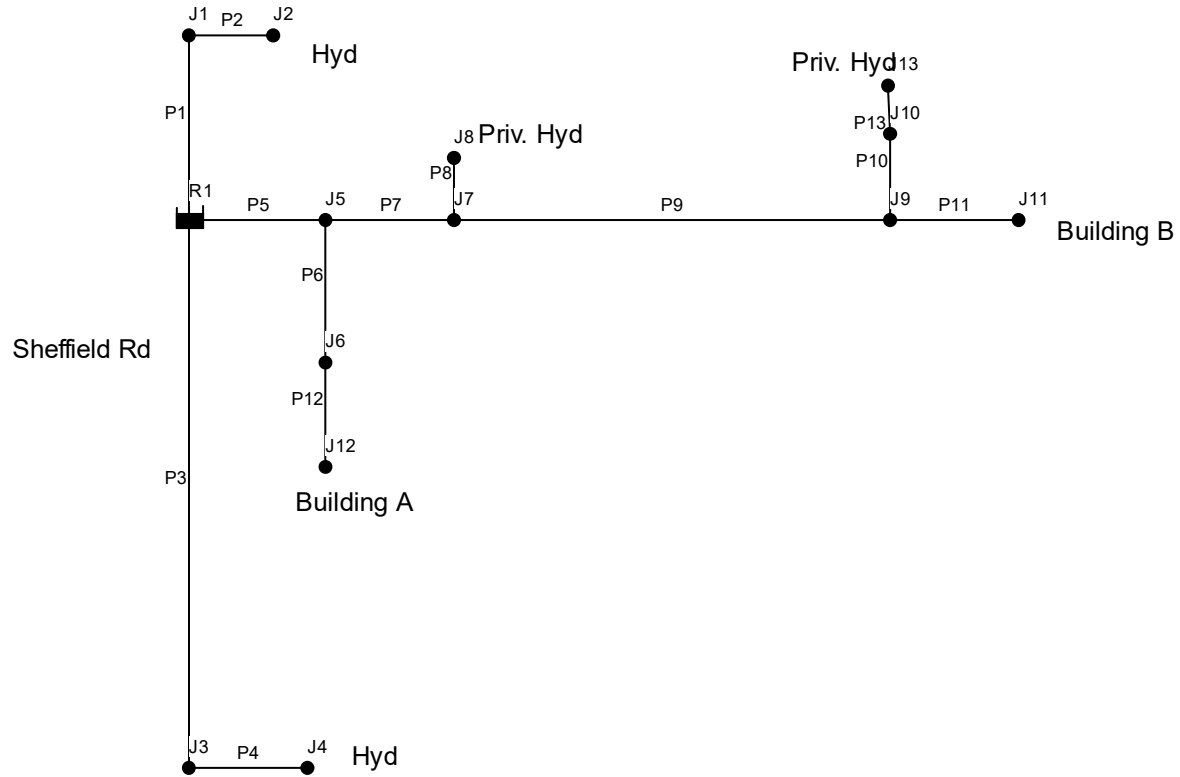 J1
P2
J2
Hyd
Priv. Hyd
J13
P1
P13
J10
J8
Priv. Hyd
P8
P10
R1
P5
J5
P7
J7
P9
J9
P11
J11
Building B
P6
Sheffield Rd
J6
P12
J12
P3
Building A
J3
P4
J4
Hyd